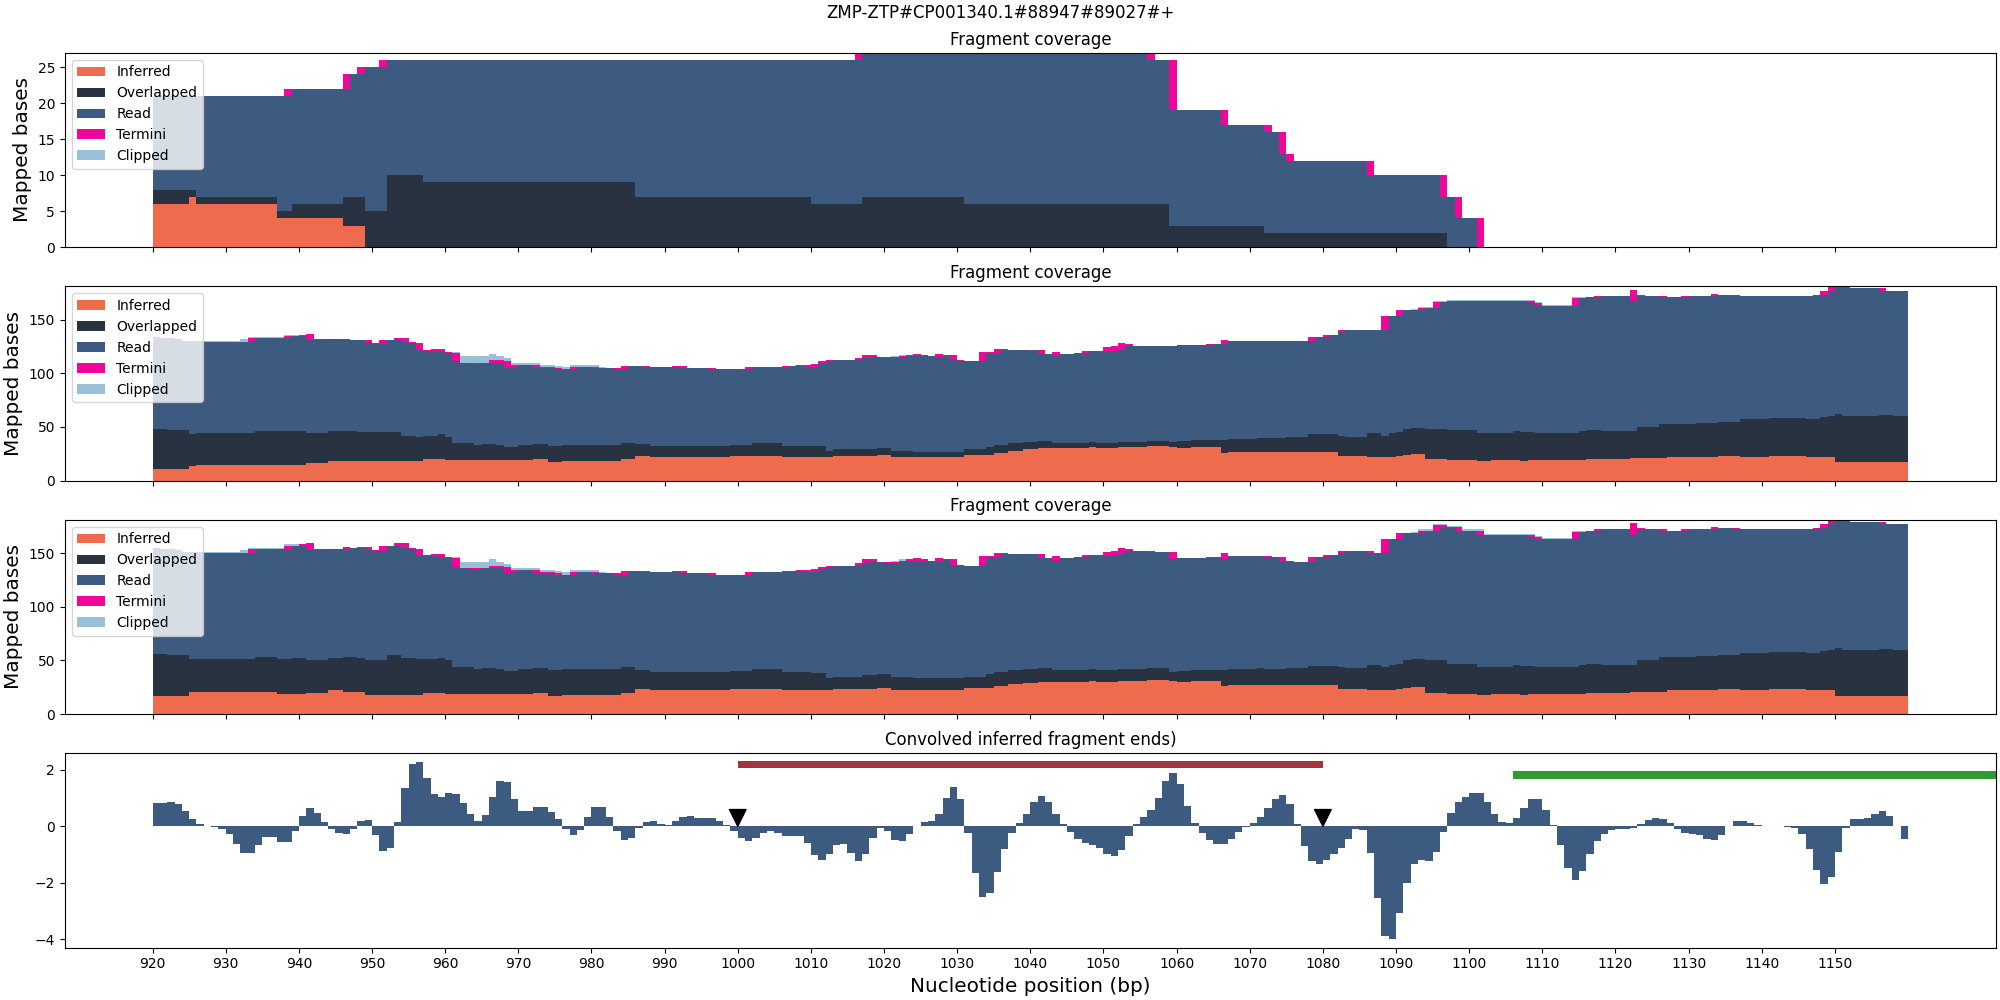 ZMP-ZTP#CP001340.1#88947#89027#+
Fragment coverage
Mapped bases
25
20
15
10
5
0
Inferred
Overlapped
Read
Termini
Clipped
Fragment coverage
Mapped bases
150
100
50
0
Inferred
Overlapped
Read
Termini
Clipped
Fragment coverage
Mapped bases
150
100
50
0
Inferred
Overlapped
Read
Termini
Clipped
Convolved inferred fragment ends)
2
0
−2
−4
920 930 940 950 960 970 980 990 1000 1010 1020 1030 1040 1050 1060 1070 1080 1090 1100 1110 1120 1130 1140 1150
Nucleotide position (bp)